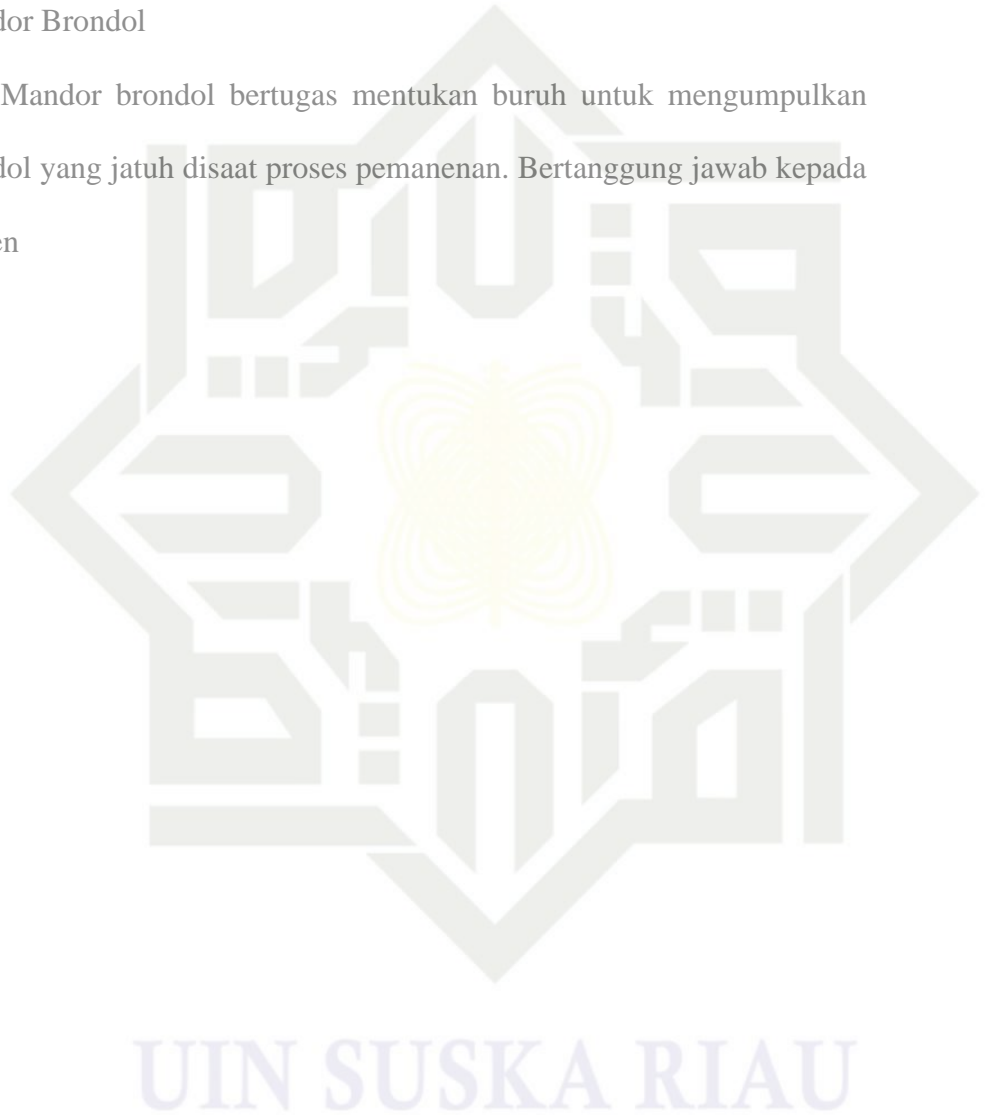 dor Brondol
Mandor brondol bertugas mentukan buruh untuk mengumpulkan
dol yang jatuh disaat proses pemanenan. Bertanggung jawab kepada
en
UIN SUSKA RIAU